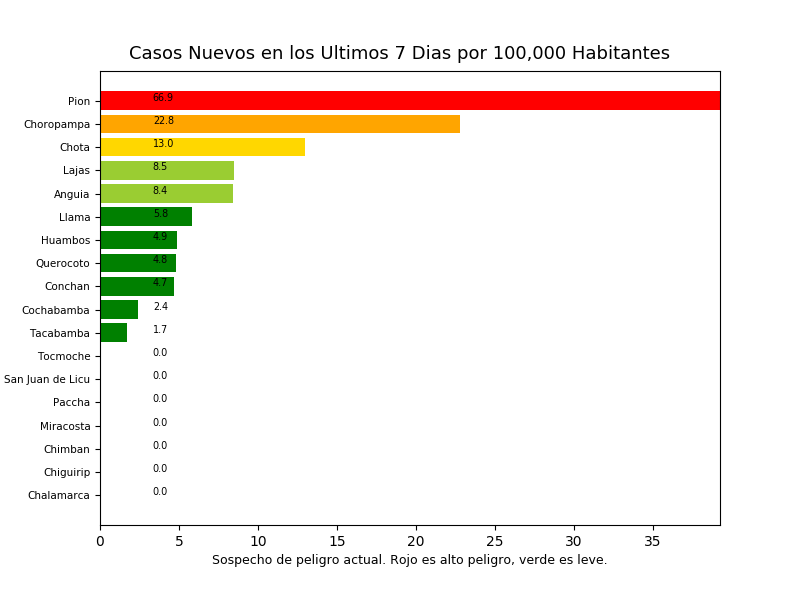 Casos Nuevos en los Ultimos 7 Dias por 100,000 Habitantes
Pion 66.9
Choropampa 22.8
Chota 13.0
Lajas 8.5
Anguia 8.4
Llama 5.8
Huambos 4.9
Querocoto 4.8
Conchan 4.7
Cochabamba 2.4
Tacabamba 1.7
Tocmoche 0.0
San Juan de Licu 0.0
Paccha 0.0
Miracosta 0.0
Chimban 0.0
Chiguirip 0.0
Chalamarca 0.0
0 5 10 15 20 25 30 35
Sospecho de peligro actual. Rojo es alto peligro, verde es leve.